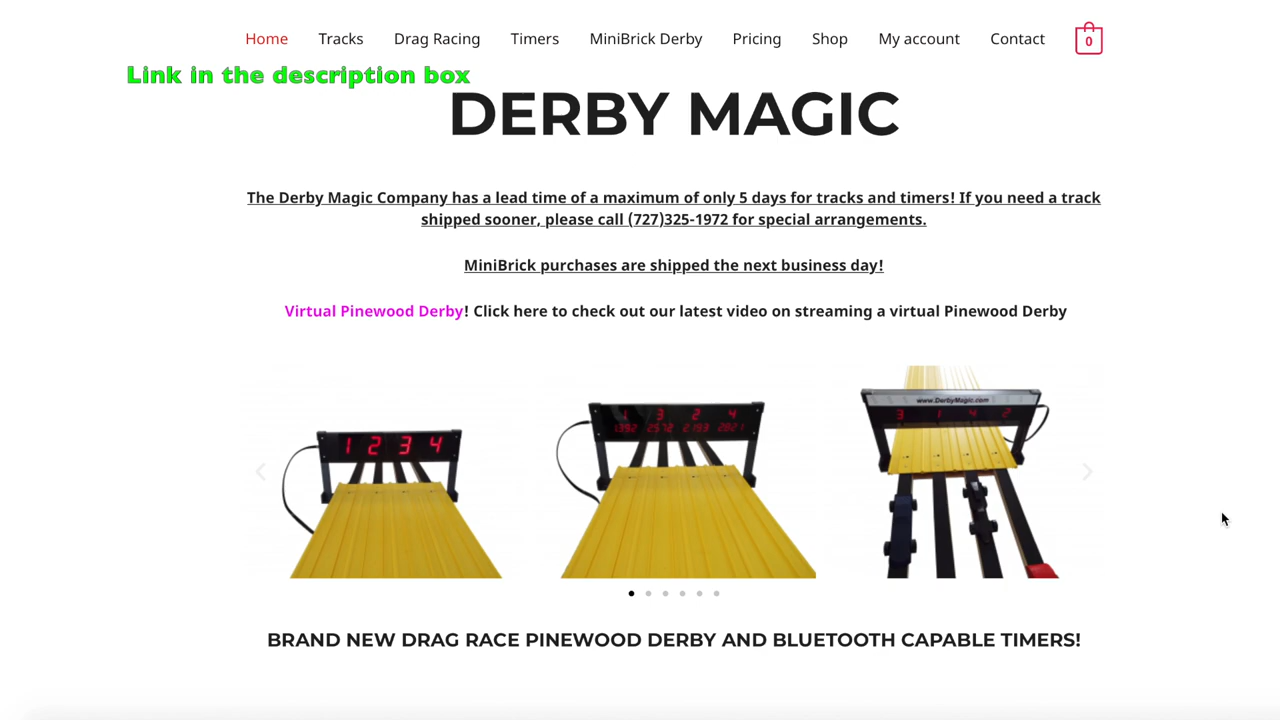 Home Tracks Drag Racing Timers MiniBrick Derby Pricing Shop My account Contact 0
Link in the description box
DERBY MAGIC
The Derby Magic Company has a lead time of a maximum of only 5 days for tracks and timers! If you need a track
shipped sooner, please call (727)325-1972 for special arrangements.
MiniBrick purchases are shipped the next business day!
Virtual Pinewood Derby! Click here to check out our latest video on streaming a virtual Pinewood Derby
1 2 3 4
1 3 2 4
www.DerbyMagic.com
3 1 4 2
BRAND NEW DRAG RACE PINEWOOD DERBY AND BLUETOOTH CAPABLE TIMERS!